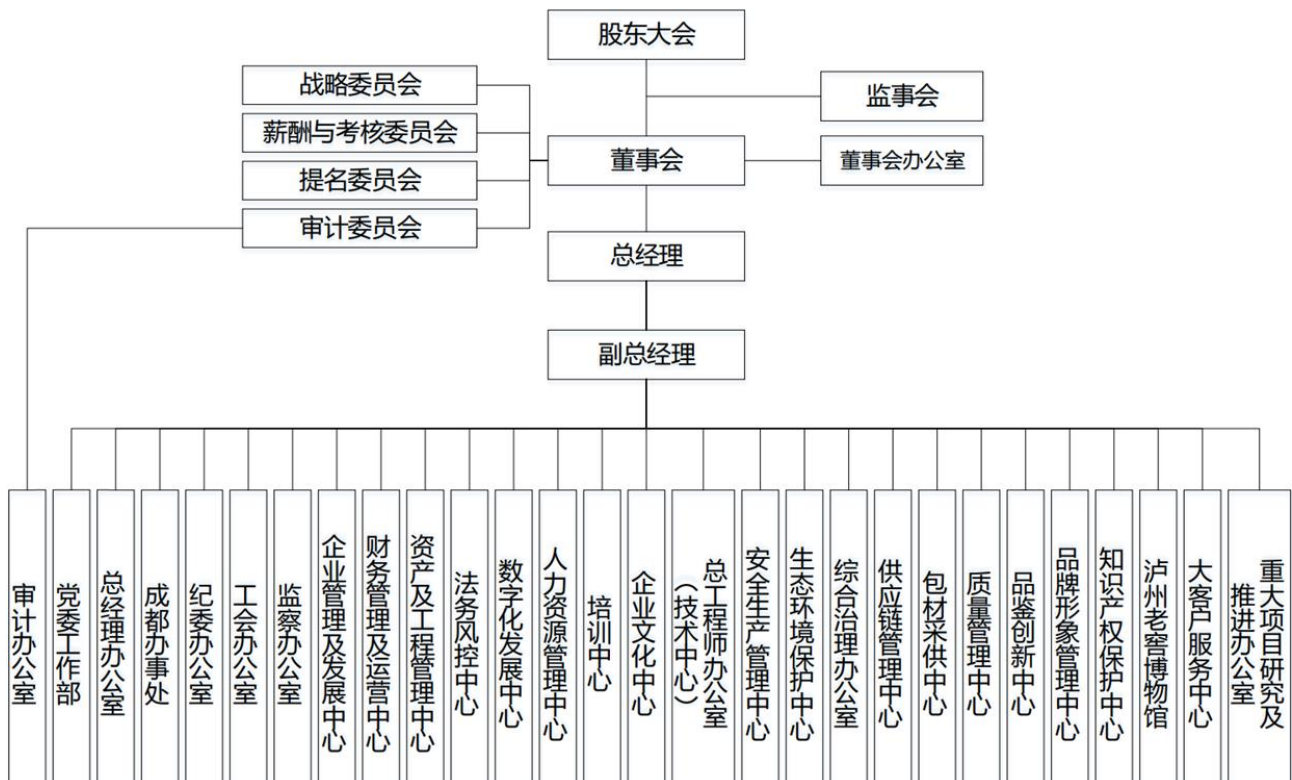 股东大会
战略委员会
监事会
薪酬与考核委员会
董事会
董事会办公室
提名委员会
审计委员会
总经理
副总经理
审计办公室
党委工作部
总经理办公室
成都办事处
纪委办公室
工会办公室
监察办公室
企业管理及发展中心
财务管理及运营中心
资产及工程管理中心
法务风控中心
数字化发展中心
人力资源管理中心
培训中心
企业文化中心
总工程师办公室
（技术中心）
安全生产管理中心
生态环境保护中心
综合治理办公室
供应链管理中心
包材采供中心
质量管理中心
品鉴创新中心
品牌形象管理中心
知识产权保护中心
泸州老窖博物馆
大客户服务中心
重大项目研究及
推进办公室